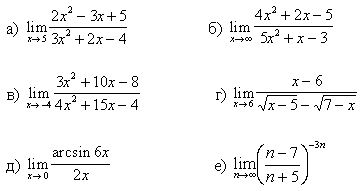 а) lim_{x→5} (2x² − 3x + 5)/(3x² + 2x − 4) б) lim_{x→∞} (4x² + 2x − 5)/(5x² + x − 3)
в) lim_{x→−4} (3x² + 10x − 8)/(4x² + 15x − 4) г) lim_{x→6} (x − 6)/√(x − 5 − √(7 − x))
д) lim_{x→0} (arcsin 6x)/(2x) е) lim_{n→∞} ((n − 7)/(n + 5))^{−3n}